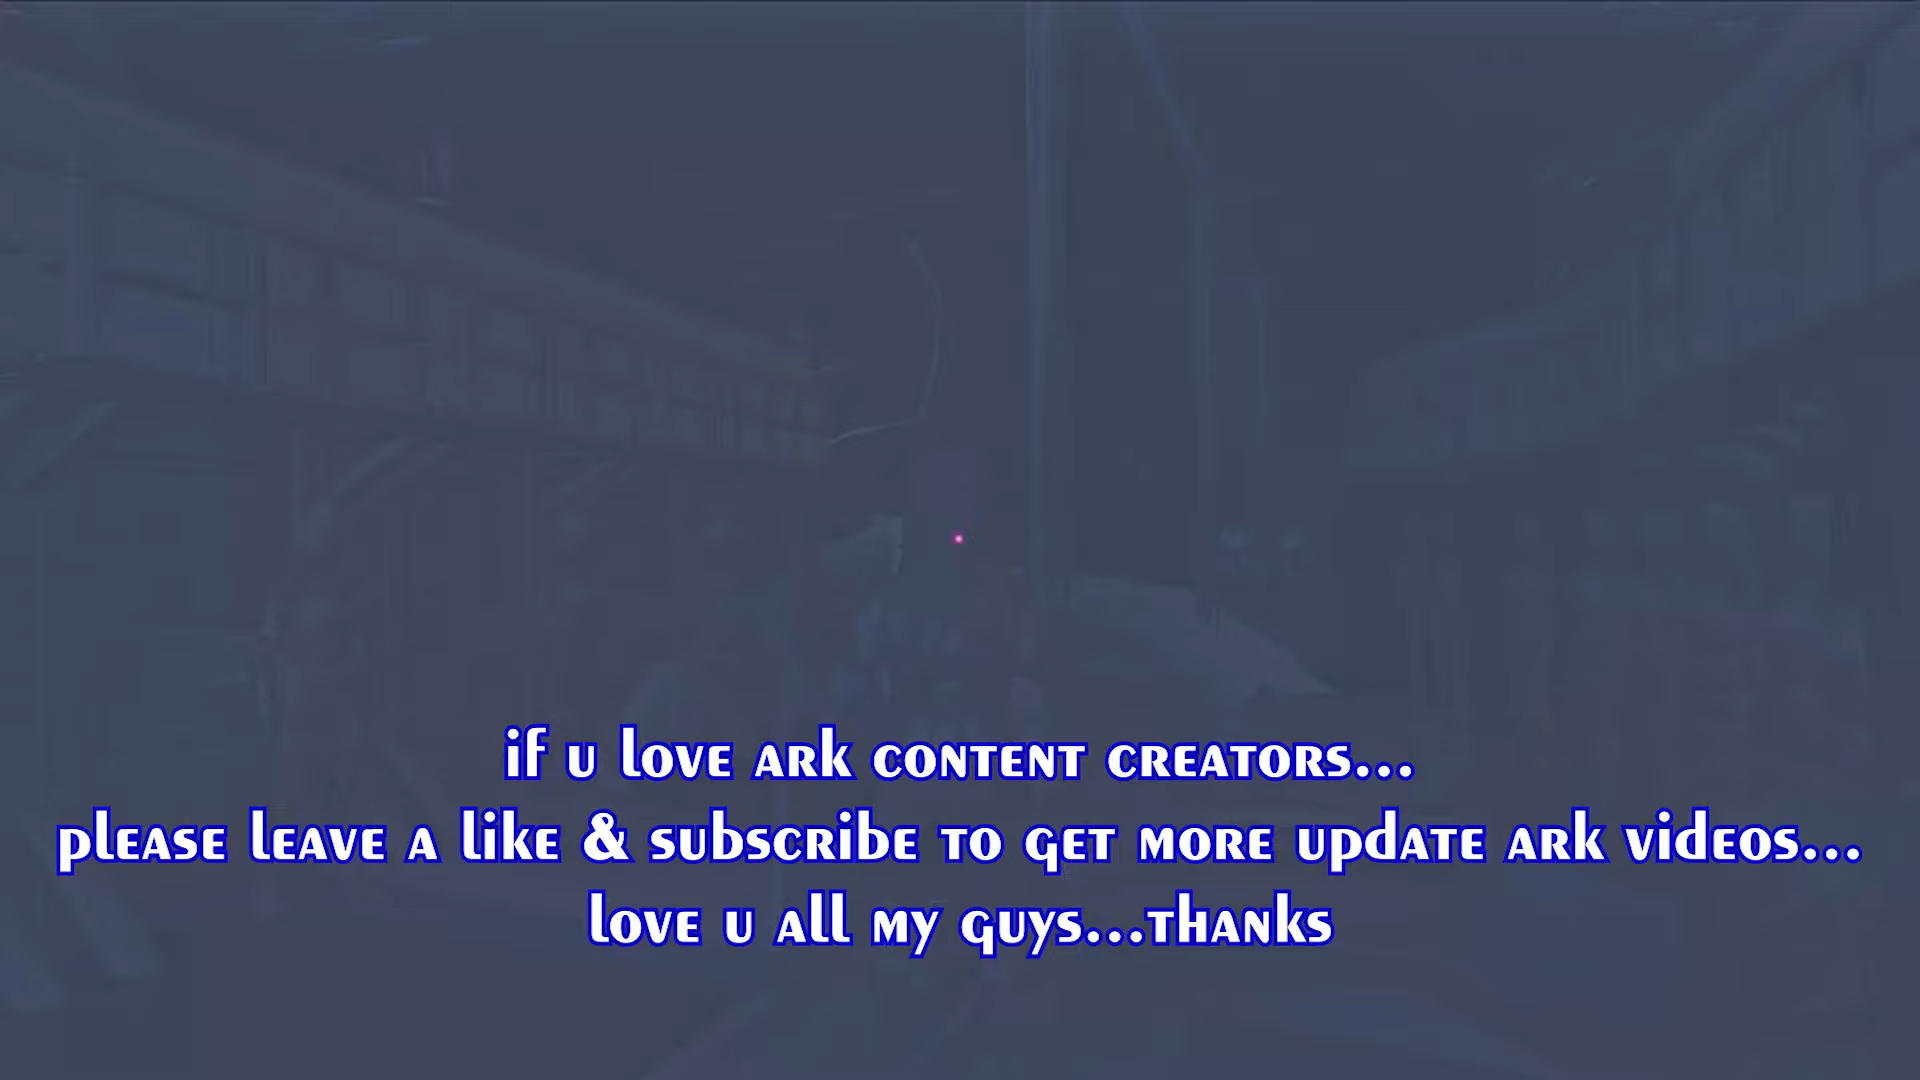 if u love ark content creators...
please leave a like & subscribe to get more update ark videos...
love u all my guys...thanks